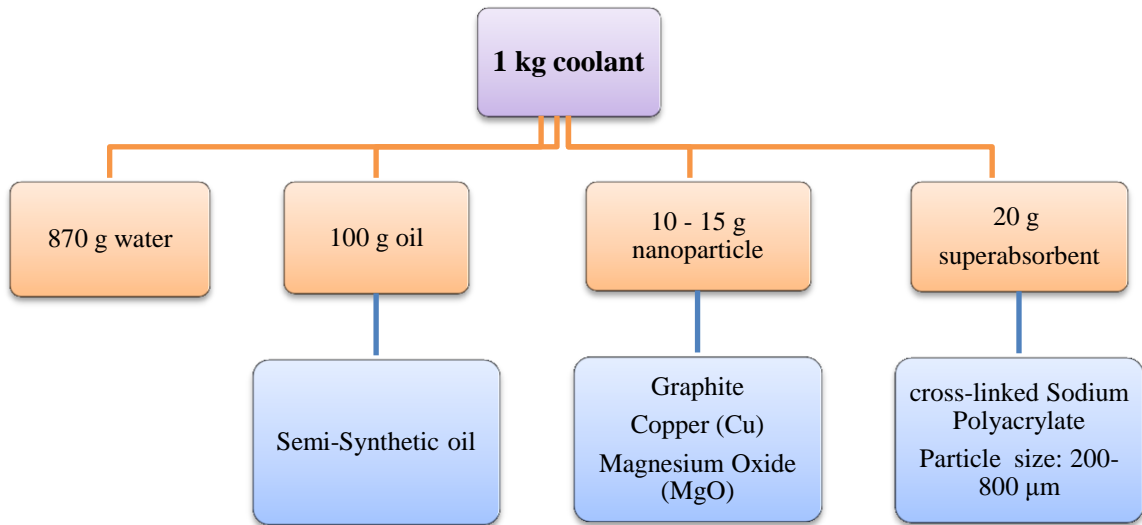 1 kg coolant
870 g water
100 g oil
10 - 15 g
nanoparticle
20 g
superabsorbent
Semi-Synthetic oil
Graphite
Copper (Cu)
Magnesium Oxide
(MgO)
cross-linked Sodium
Polyacrylate
Particle size: 200-
800 μm